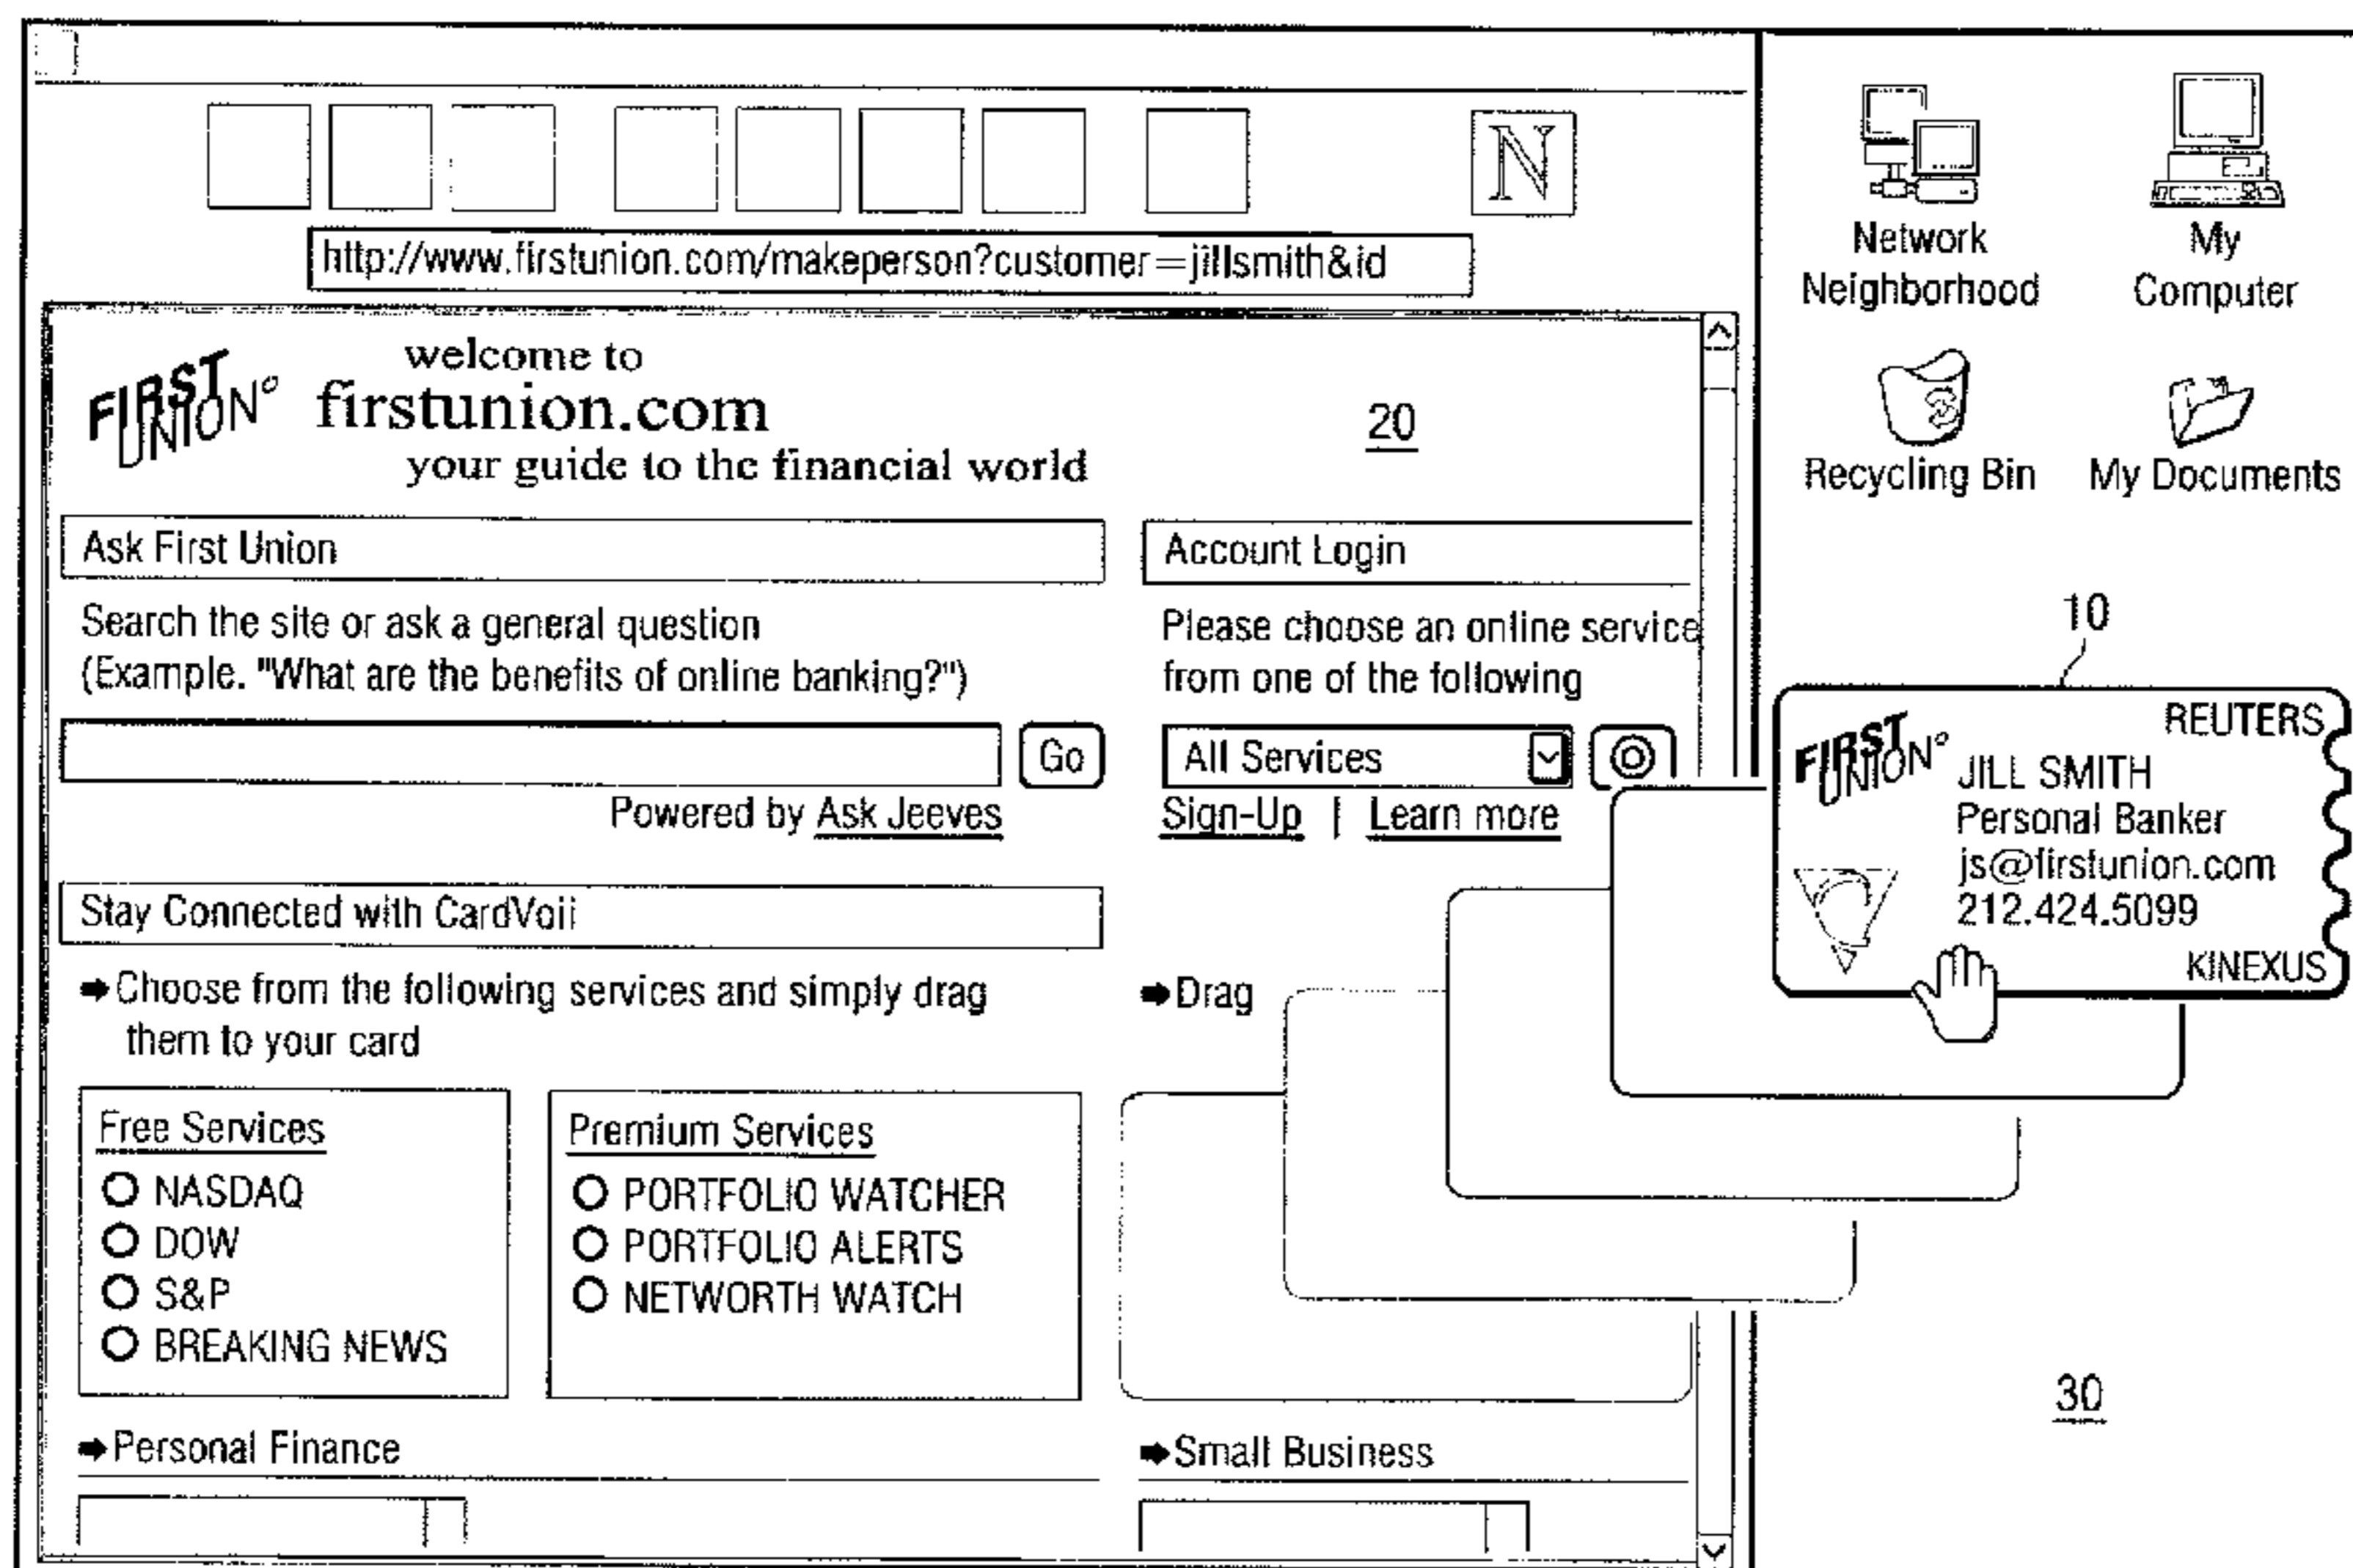 N
http://www.firstunion.com/makeperson?customer=jillsmith&id
FIRST
UNION
welcome to
firstunion.com
your guide to the financial world
20
Ask First Union
Search the site or ask a general question
(Example. "What are the benefits of online banking?")
Go
Powered by Ask Jeeves
Account Login
Please choose an online service
from one of the following
All Services
Sign-Up | Learn more
Stay Connected with CardVoii
➡Choose from the following services and simply drag
them to your card
➡Drag
Free Services
NASDAQ
DOW
S&P
BREAKING NEWS
Premium Services
PORTFOLIO WATCHER
PORTFOLIO ALERTS
NETWORTH WATCH
➡Personal Finance
➡Small Business
Network
Neighborhood
My
Computer
Recycling Bin
My Documents
10
REUTERS
FIRST
UNION
JILL SMITH
Personal Banker
js@firstunion.com
212.424.5099
KINEXUS
30